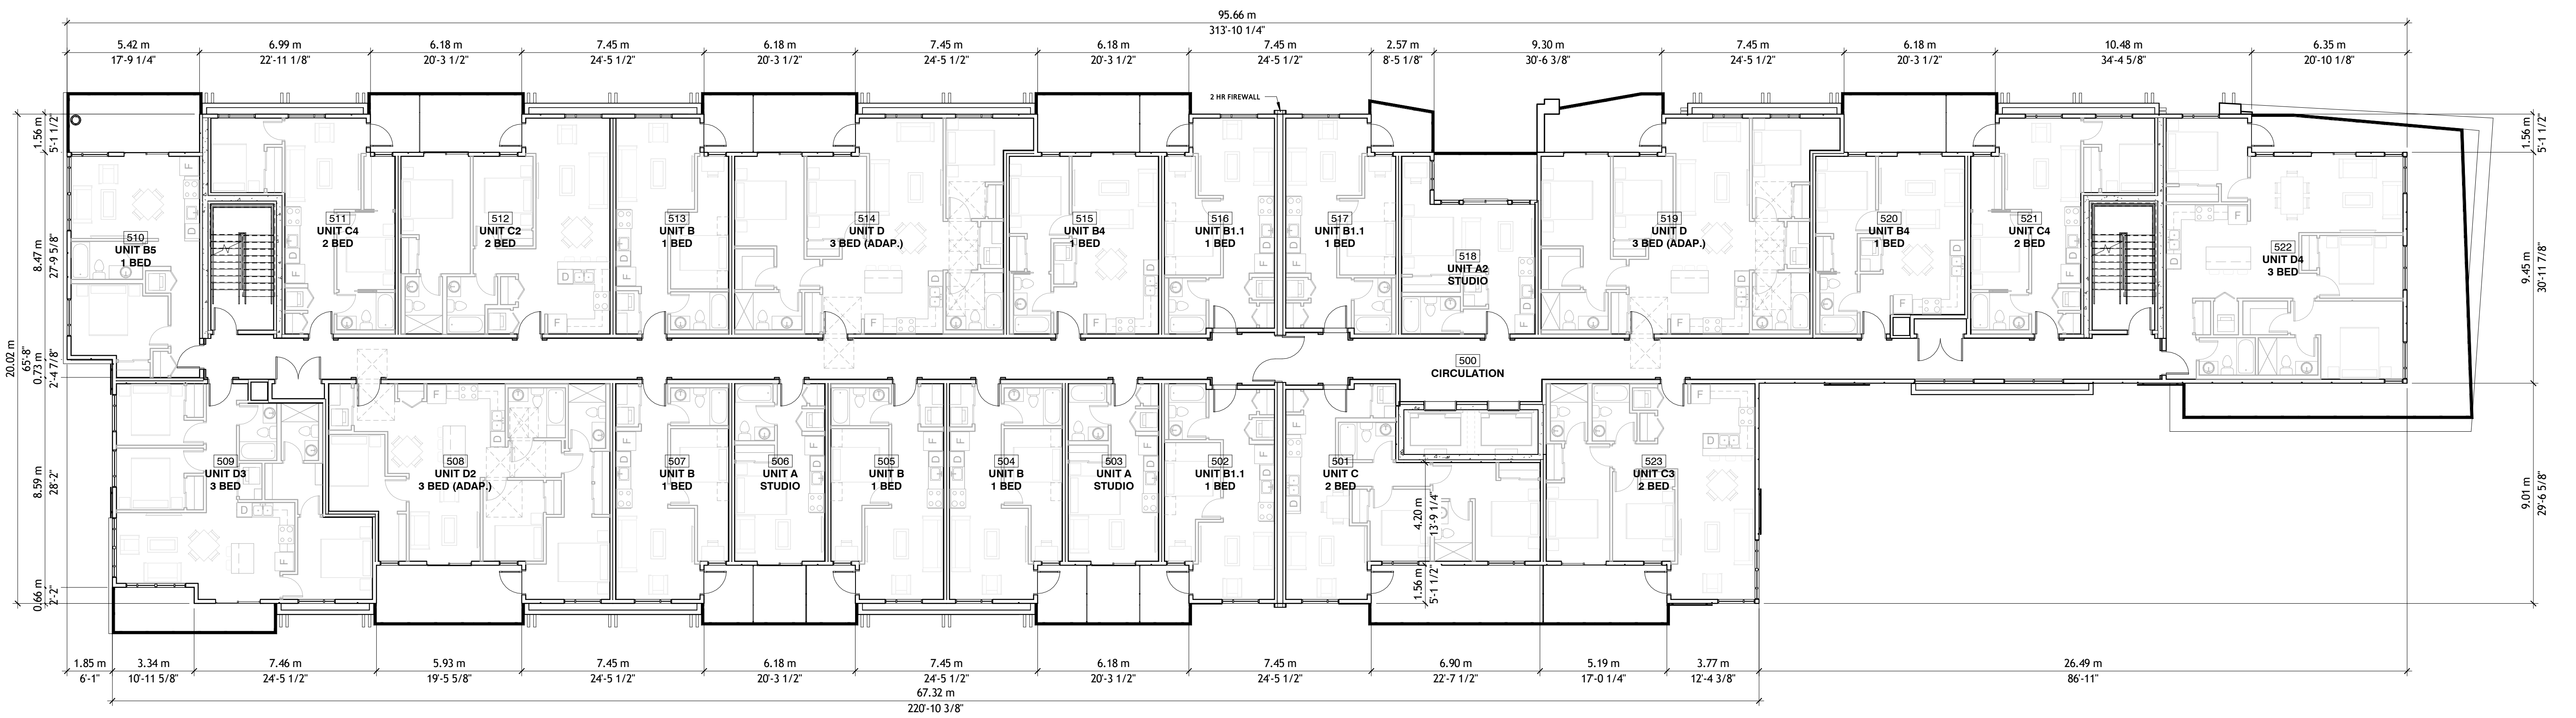 95.66 m
313'-10 1/4"
5.42 m
6.99 m
6.18 m
7.45 m
6.18 m
7.45 m
6.18 m
7.45 m
2.57 m
9.30 m
7.45 m
6.18 m
10.48 m
6.35 m
17'-9 1/4"
22'-11 1/8"
20'-3 1/2"
24'-5 1/2"
20'-3 1/2"
24'-5 1/2"
20'-3 1/2"
24'-5 1/2"
8'-5 1/8"
30'-6 3/8"
24'-5 1/2"
20'-3 1/2"
34'-4 5/8"
20'-10 1/8"
2 HR FIREWALL
1.56 m
5'-1 1/2"
8.47 m
27'-9 5/8"
20.02 m
65'-8"
0.73 m
2'-4 7/8"
8.59 m
28'-2"
0.66 m
2'-2"
510
UNIT B5
1 BED
511
UNIT C4
2 BED
512
UNIT C2
2 BED
513
UNIT B
1 BED
514
UNIT D
3 BED (ADAP.)
515
UNIT B4
1 BED
516
UNIT B1.1
1 BED
517
UNIT B1.1
1 BED
518
UNIT A2
STUDIO
519
UNIT D
3 BED (ADAP.)
520
UNIT B4
1 BED
521
UNIT C4
2 BED
522
UNIT D4
3 BED
500
CIRCULATION
509
UNIT D3
3 BED
508
UNIT D2
3 BED (ADAP.)
507
UNIT B
1 BED
506
UNIT A
STUDIO
505
UNIT B
1 BED
504
UNIT B
1 BED
503
UNIT A
STUDIO
502
UNIT B1.1
1 BED
501
UNIT C
2 BED
523
UNIT C3
2 BED
4.20 m
13'-9 1/4"
1.56 m
5'-1 1/2"
1.56 m
5'-1 1/2"
9.45 m
30'-11 7/8"
9.01 m
29'-6 5/8"
1.85 m
3.34 m
7.46 m
5.93 m
7.45 m
6.18 m
7.45 m
6.18 m
7.45 m
6.90 m
5.19 m
3.77 m
26.49 m
6'-1"
10'-11 5/8"
24'-5 1/2"
19'-5 5/8"
24'-5 1/2"
20'-3 1/2"
24'-5 1/2"
20'-3 1/2"
24'-5 1/2"
22'-7 1/2"
17'-0 1/4"
12'-4 3/8"
86'-11"
67.32 m
220'-10 3/8"